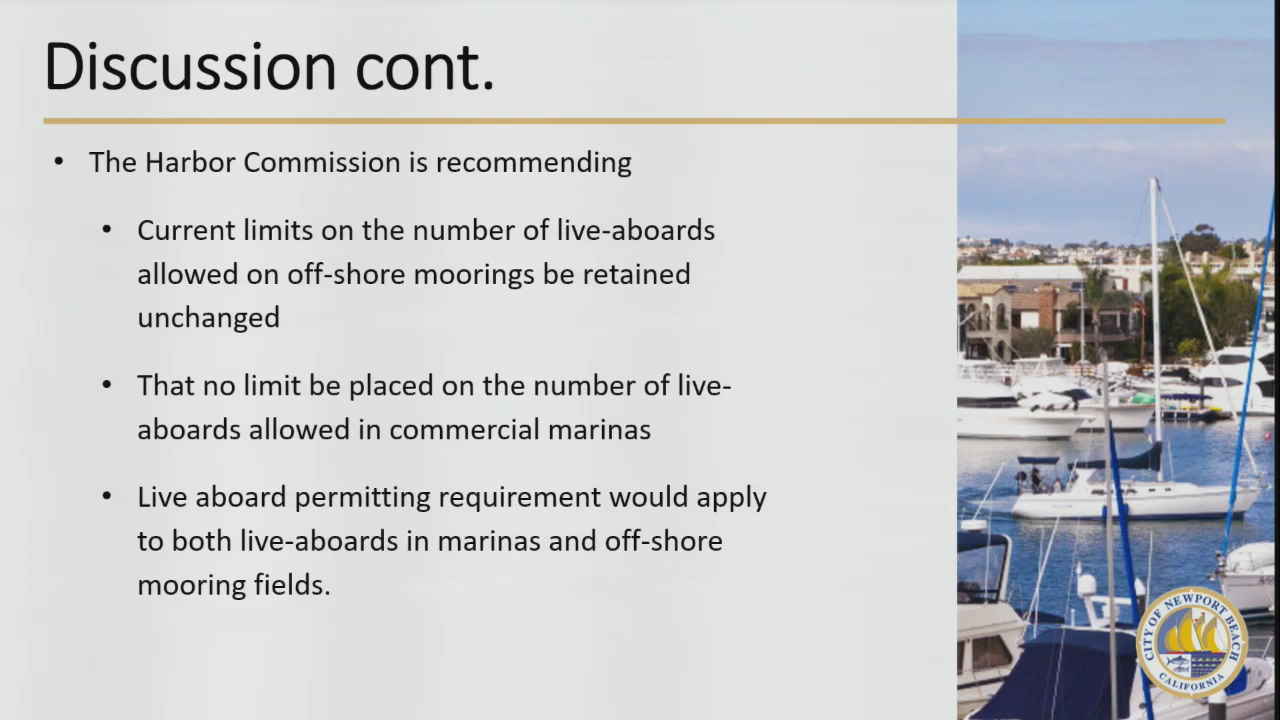 Discussion cont.
• The Harbor Commission is recommending
• Current limits on the number of live-aboards
allowed on off-shore moorings be retained
unchanged
• That no limit be placed on the number of live-
aboards allowed in commercial marinas
• Live aboard permitting requirement would apply
to both live-aboards in marinas and off-shore
mooring fields.
CITY OF NEWPORT BEACH
CALIFORNIA